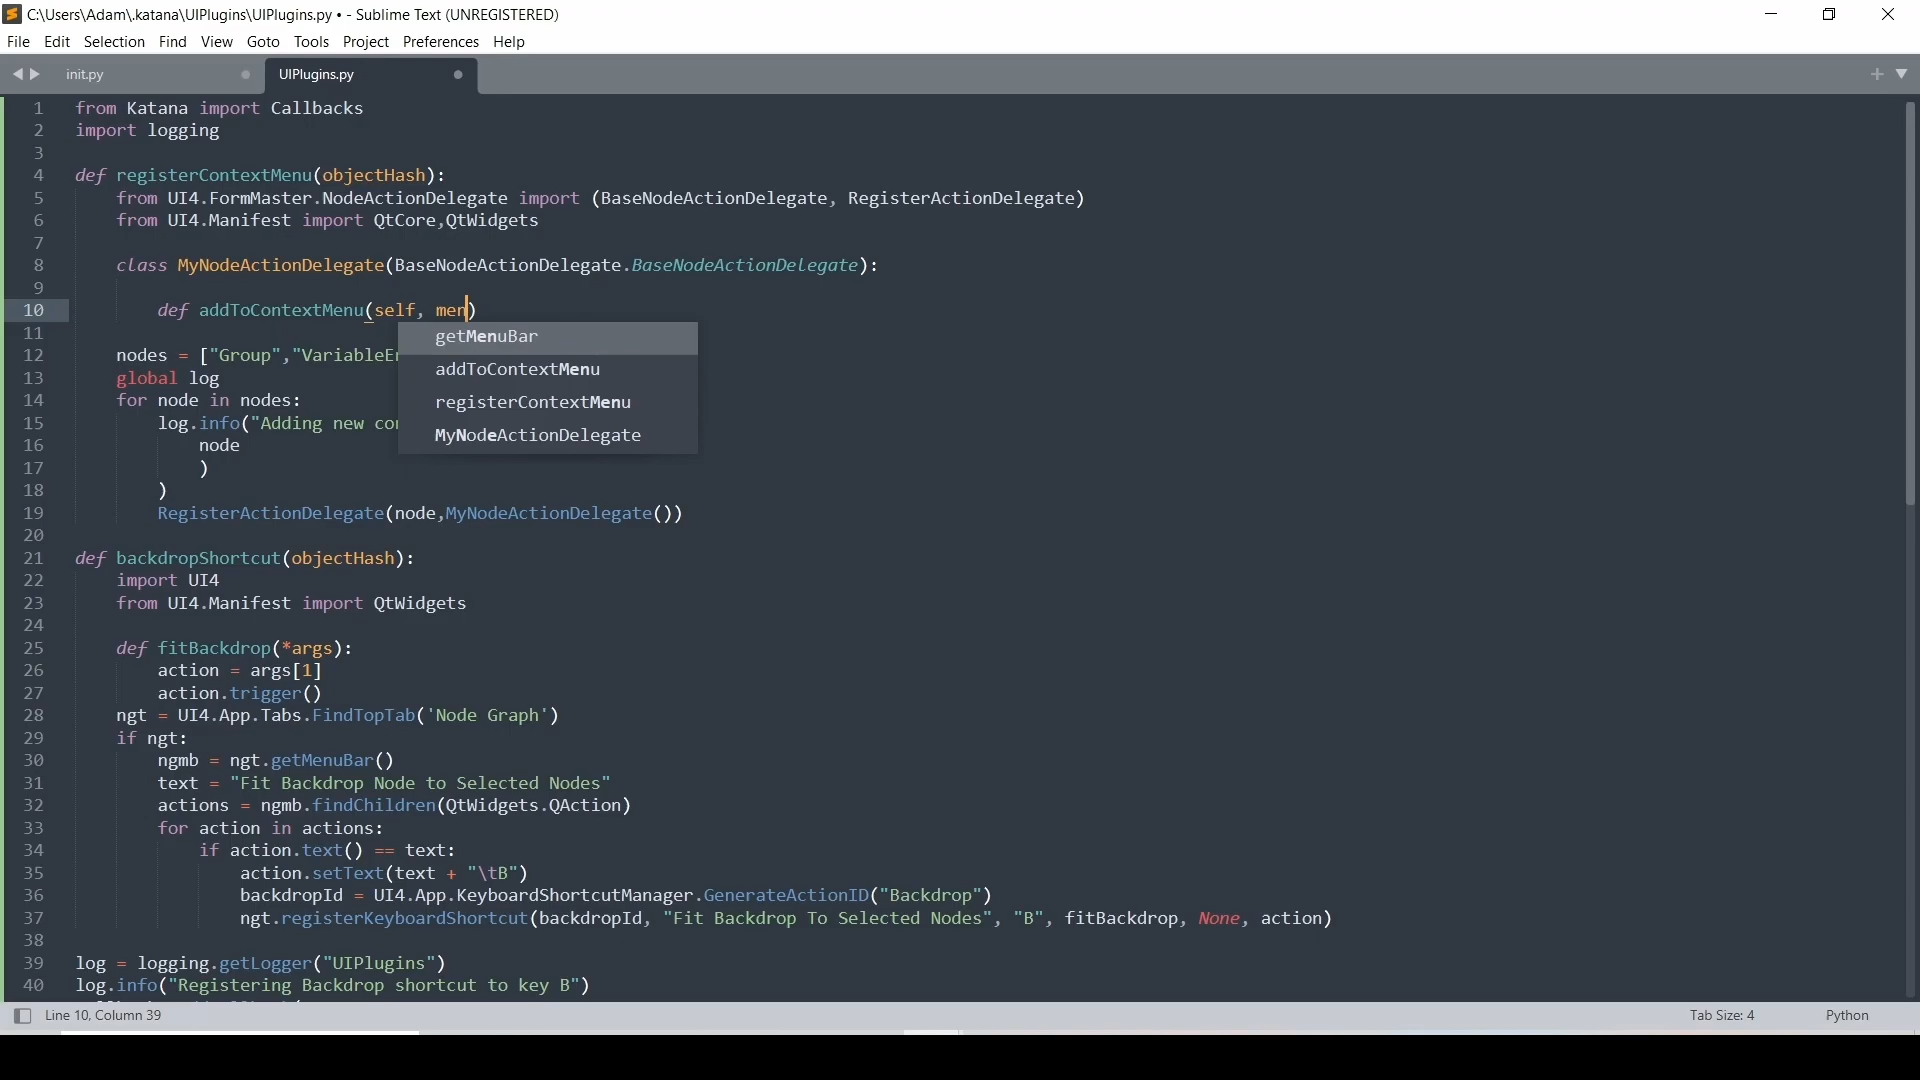 C:\Users\Adam\.katana\UIPlugins\UIPlugins.py • - Sublime Text (UNREGISTERED)
File Edit Selection Find View Goto Tools Project Preferences Help
init.py UIPlugins.py
1 from Katana import Callbacks
2 import logging
3
4 def registerContextMenu(objectHash):
5 from UI4.FormMaster.NodeActionDelegate import (BaseNodeActionDelegate, RegisterActionDelegate)
6 from UI4.Manifest import QtCore,QtWidgets
7
8 class MyNodeActionDelegate(BaseNodeActionDelegate.BaseNodeActionDelegate):
9
10 def addToContextMenu(self, men)
11 getMenuBar
12 nodes = ["Group","VariableEn
addToContextMenu
13 global log
14 for node in nodes:
registerContextMenu
15 log.info("Adding new con
16 node
MyNodeActionDelegate
17 )
18 )
19 RegisterActionDelegate(node,MyNodeActionDelegate())
20
21 def backdropShortcut(objectHash):
22 import UI4
23 from UI4.Manifest import QtWidgets
24
25 def fitBackdrop(*args):
26 action = args[1]
27 action.trigger()
28 ngt = UI4.App.Tabs.FindTopTab('Node Graph')
29 if ngt:
30 ngmb = ngt.getMenuBar()
31 text = "Fit Backdrop Node to Selected Nodes"
32 actions = ngmb.findChildren(QtWidgets.QAction)
33 for action in actions:
34 if action.text() == text:
35 action.setText(text + "\tB")
36 backdropId = UI4.App.KeyboardShortcutManager.GenerateActionID("Backdrop")
37 ngt.registerKeyboardShortcut(backdropId, "Fit Backdrop To Selected Nodes", "B", fitBackdrop, None, action)
38
39 log = logging.getLogger("UIPlugins")
40 log.info("Registering Backdrop shortcut to key B")
Line 10, Column 39 Tab Size: 4 Python